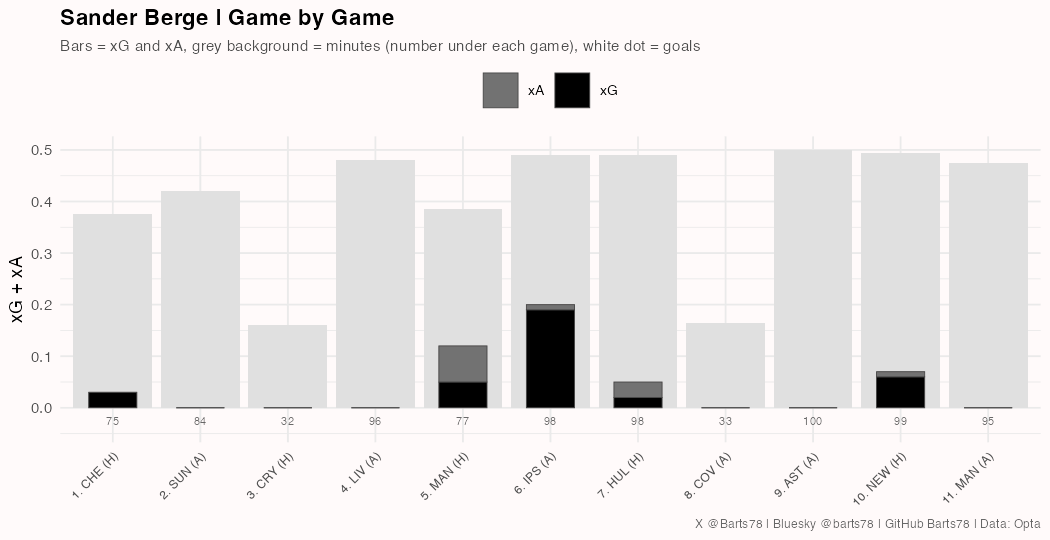 Sander Berge | Game by Game
Bars = xG and xA, grey background = minutes (number under each game), white dot = goals
xA xG
xG + xA
0.5
0.4
0.3
0.2
0.1
0.0
75 84 32 96 77 98 98 33 100 99 95
1. CHE (H) 2. SUN (A) 3. CRY (H) 4. LIV (A) 5. MAN (H) 6. IPS (A) 7. HUL (H) 8. COV (A) 9. AST (A) 10. NEW (H) 11. MAN (A)
X @Barts78 | Bluesky @barts78 | GitHub Barts78 | Data: Opta